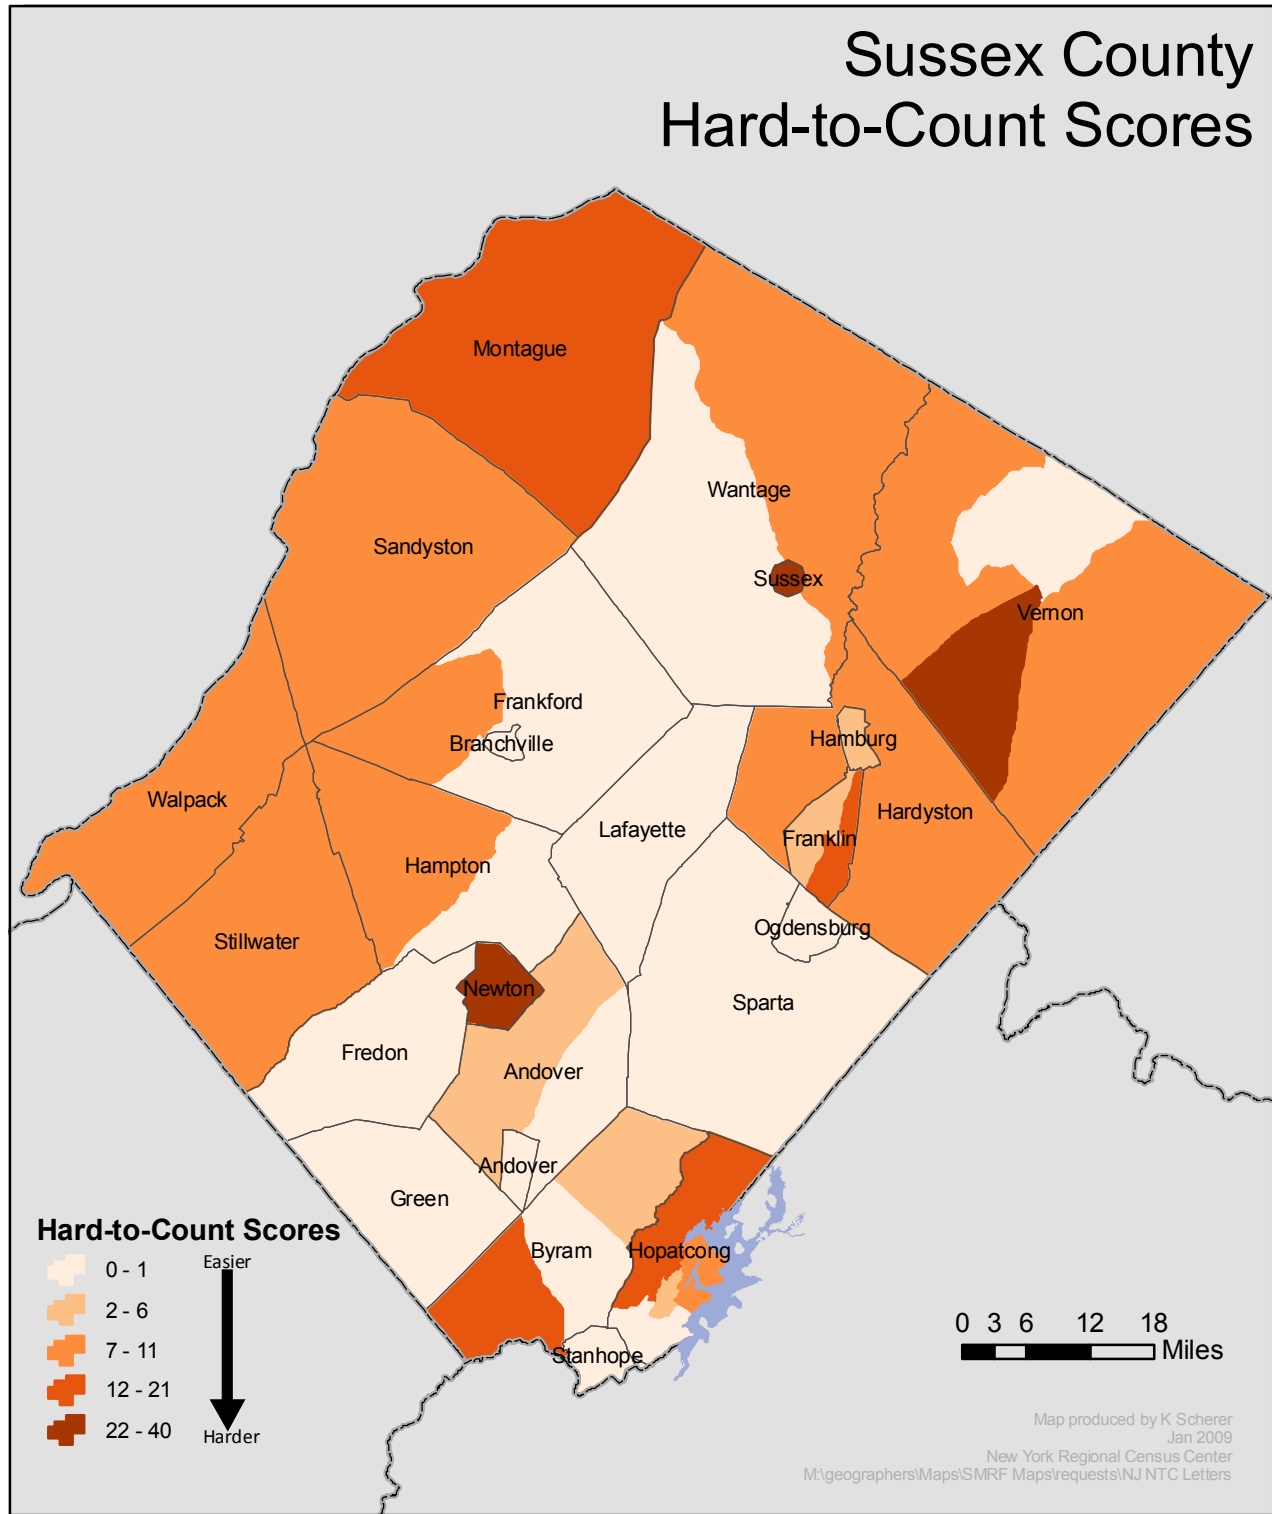 Sussex County
Hard-to-Count Scores
Montague
Wantage
Sandyston
Sussex
Vernon
Frankford
Branchville
Hamburg
Walpack
Hardyston
Lafayette
Franklin
Hampton
Ogdensburg
Stillwater
Newton
Sparta
Fredon
Andover
Andover
Green
Byram
Hopatcong
Stanhope
Hard-to-Count Scores
0 - 1
2 - 6
7 - 11
12 - 21
22 - 40
Easier
Harder
0 3 6 12 18
Miles
Map produced by K Scherer
Jan 2009
New York Regional Census Center
M:\geographers\Maps\SMRF Maps\requests\NJ NTC Letters